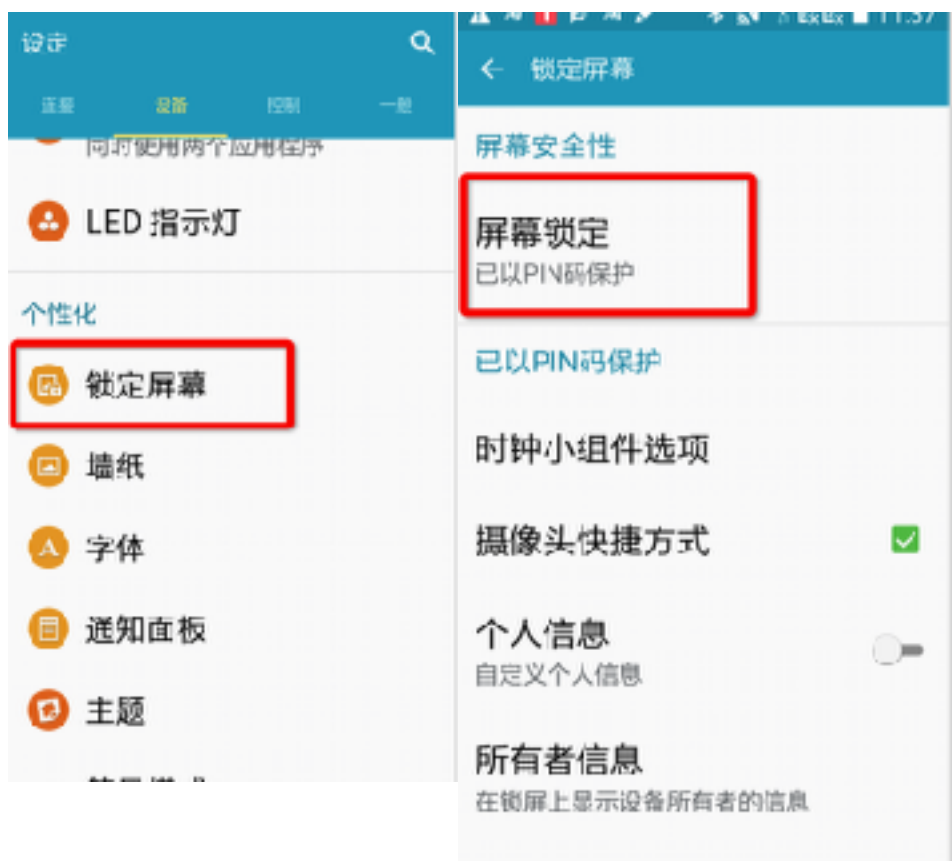 设定
连接 设备 控制 一般
同时使用两个应用程序
LED 指示灯
个性化
锁定屏幕
墙纸
字体
通知面板
主题
11:37
锁定屏幕
屏幕安全性
屏幕锁定
已以PIN码保护
已以PIN码保护
时钟小组件选项
摄像头快捷方式
个人信息
自定义个人信息
所有者信息
在锁屏上显示设备所有者的信息